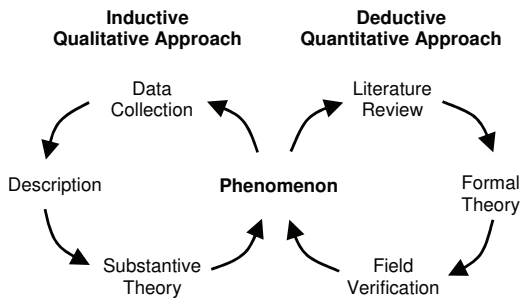 Inductive
Qualitative Approach
Deductive
Quantitative Approach
Data
Collection
Literature
Review
Description
Phenomenon
Formal
Theory
Substantive
Theory
Field
Verification